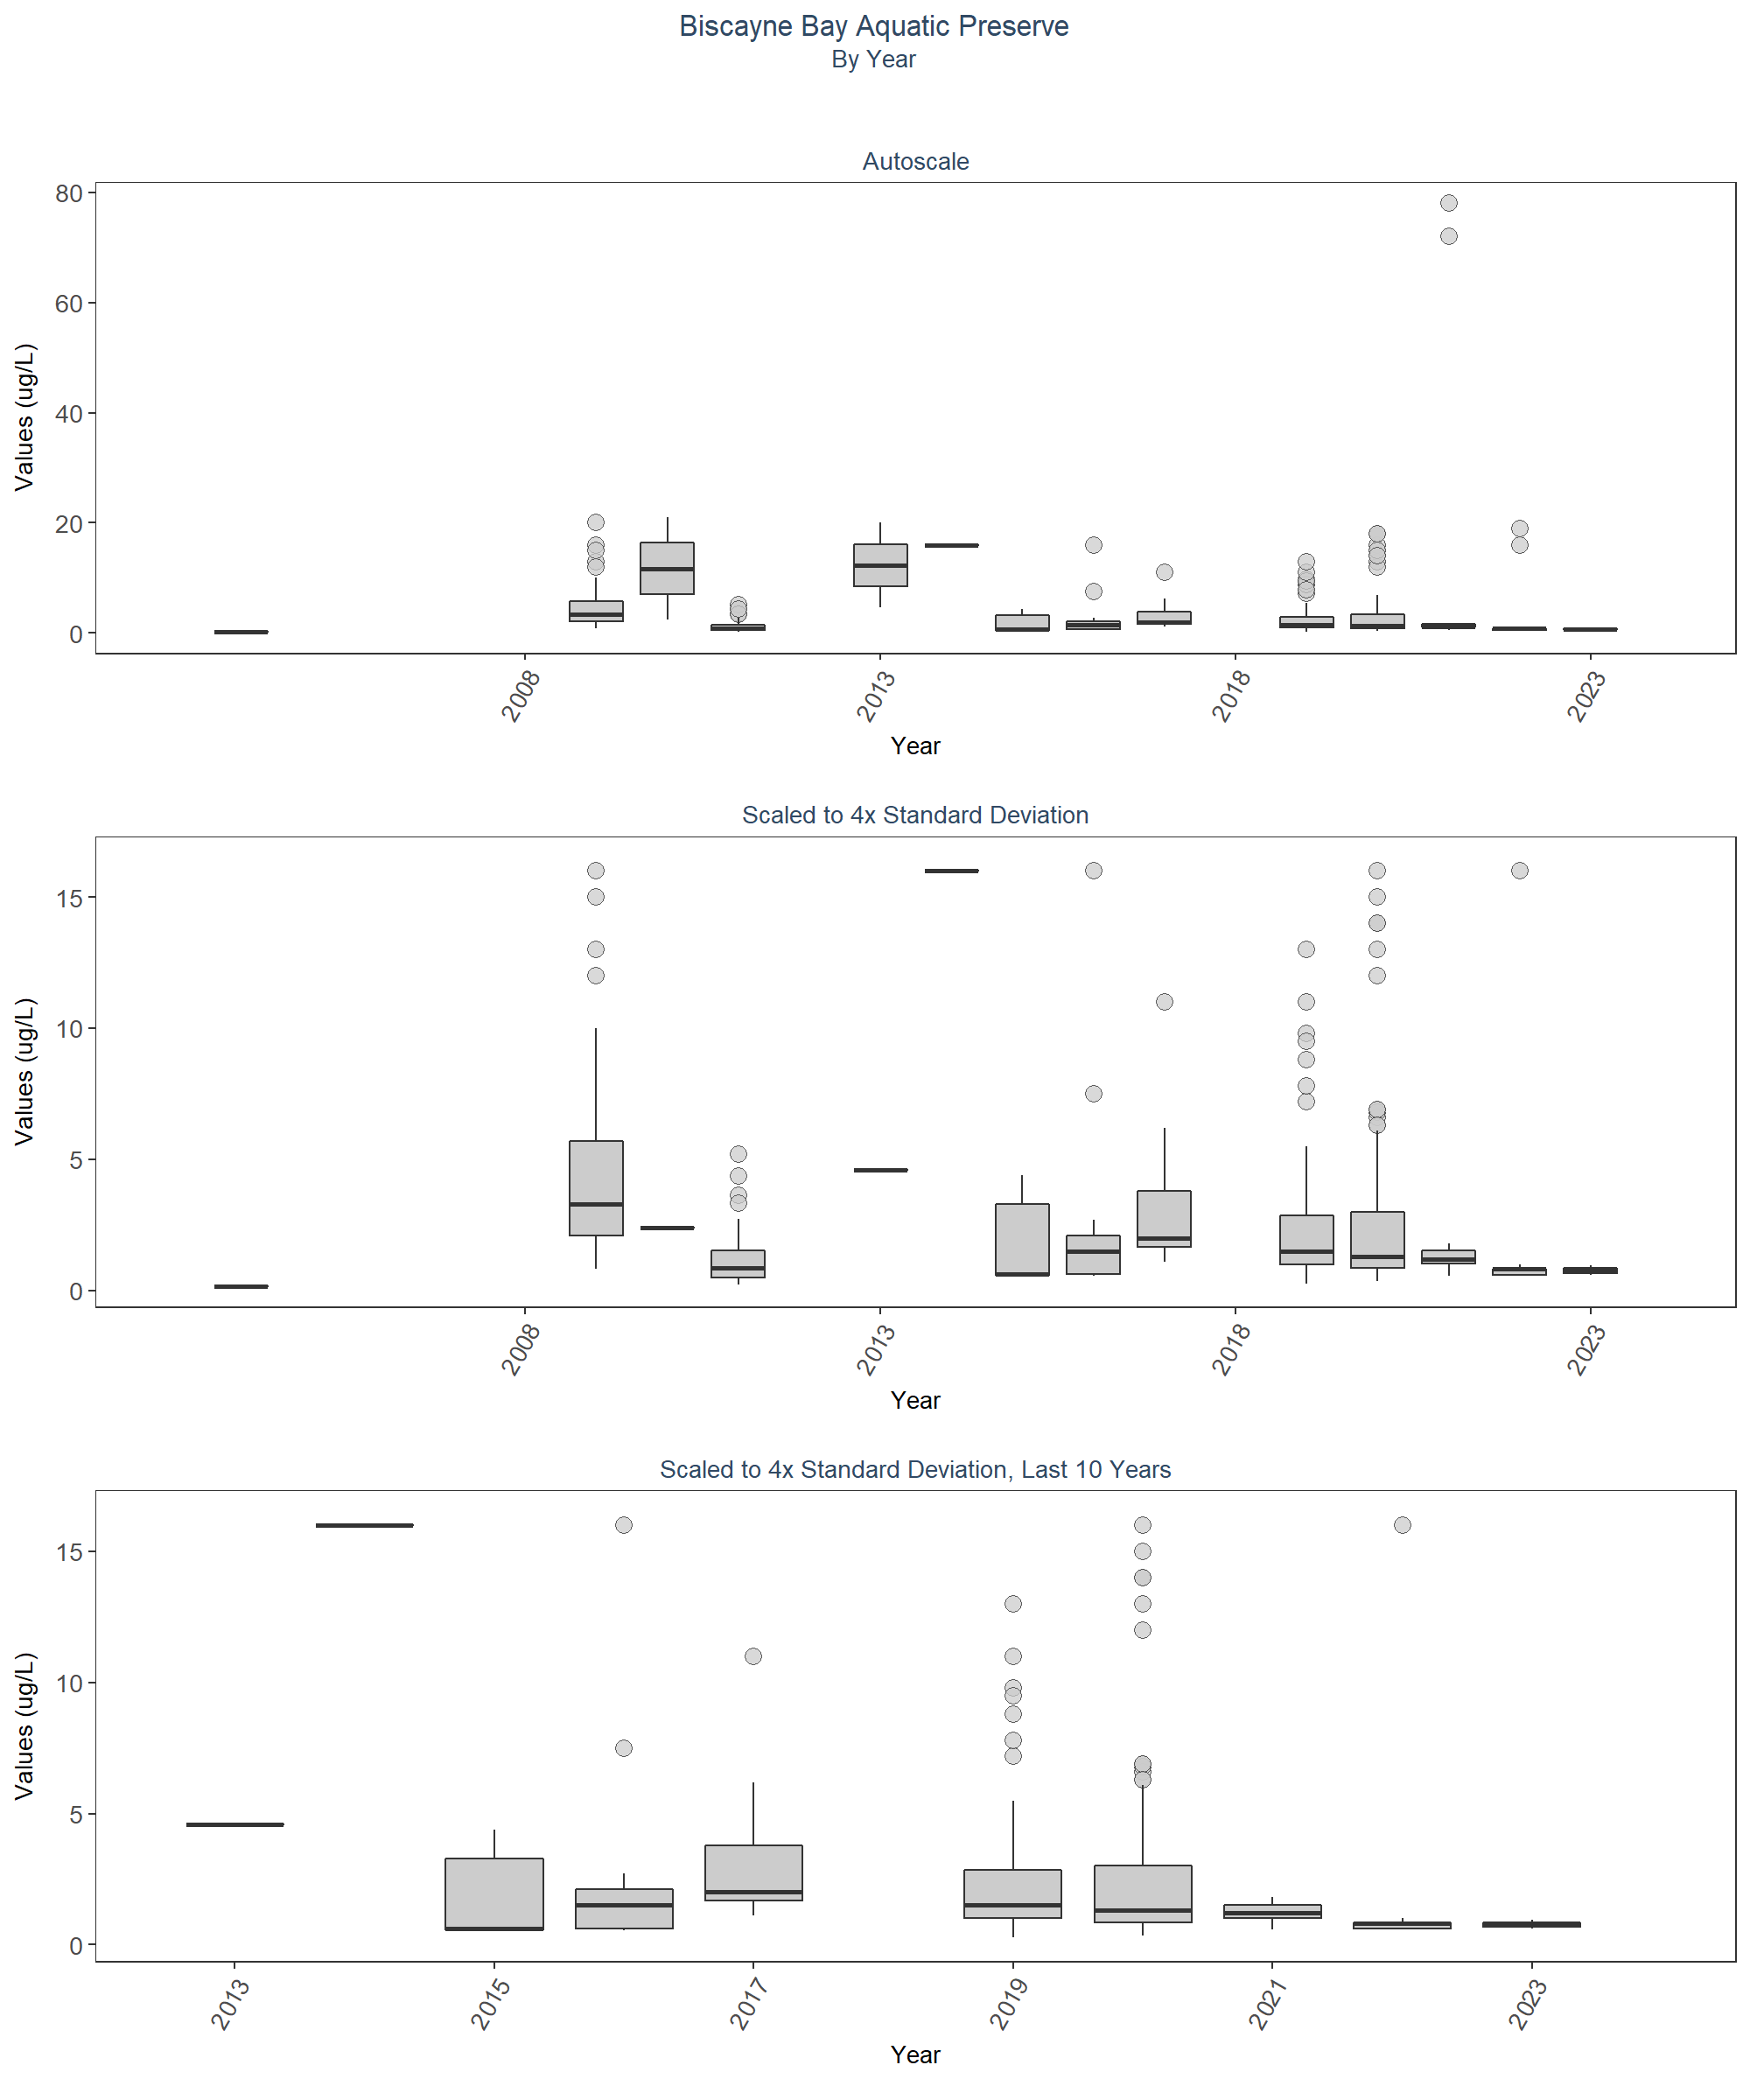 Biscayne Bay Aquatic Preserve
By Year
Autoscale
Values (ug/L)
80
60
40
20
0
2008
2013
2018
2023
Year
Scaled to 4x Standard Deviation
Values (ug/L)
15
10
5
0
2008
2013
2018
2023
Year
Scaled to 4x Standard Deviation, Last 10 Years
Values (ug/L)
15
10
5
0
2013
2015
2017
2019
2021
2023
Year